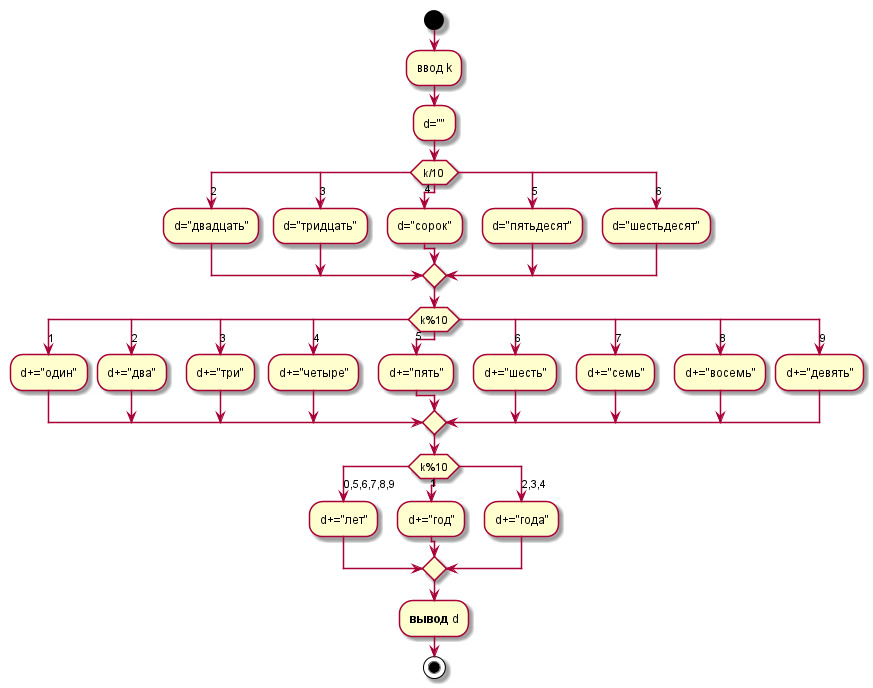 ввод k
d=""
k/10
2
3
4
5
6
d="двадцать"
d="тридцать"
d="сорок"
d="пятьдесят"
d="шестьдесят"
k%10
1
2
3
4
5
6
7
8
9
d+="один"
d+="два"
d+="три"
d+="четыре"
d+="пять"
d+="шесть"
d+="семь"
d+="восемь"
d+="девять"
k%10
0,5,6,7,8,9
1
2,3,4
d+="лет"
d+="год"
d+="года"
вывод d